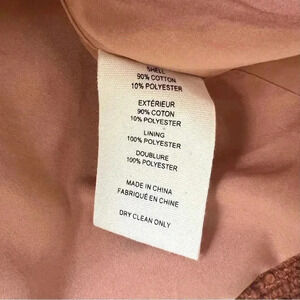 SHELL
90% COTTON
10% POLYESTER
EXTÉRIEUR
90% COTON
10% POLYESTER
LINING
100% POLYESTER
DOUBLURE
100% POLYESTER
MADE IN CHINA
FABRIQUÉ EN CHINE
DRY CLEAN ONLY